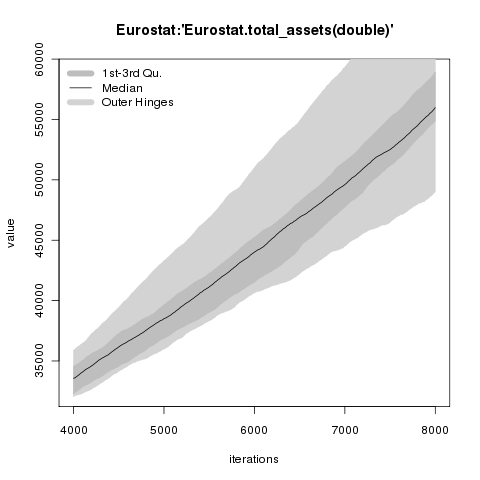 Eurostat:'Eurostat.total_assets(double)'
1st-3rd Qu.
Median
Outer Hinges
value
60000
55000
50000
45000
40000
35000
4000 5000 6000 7000 8000
iterations